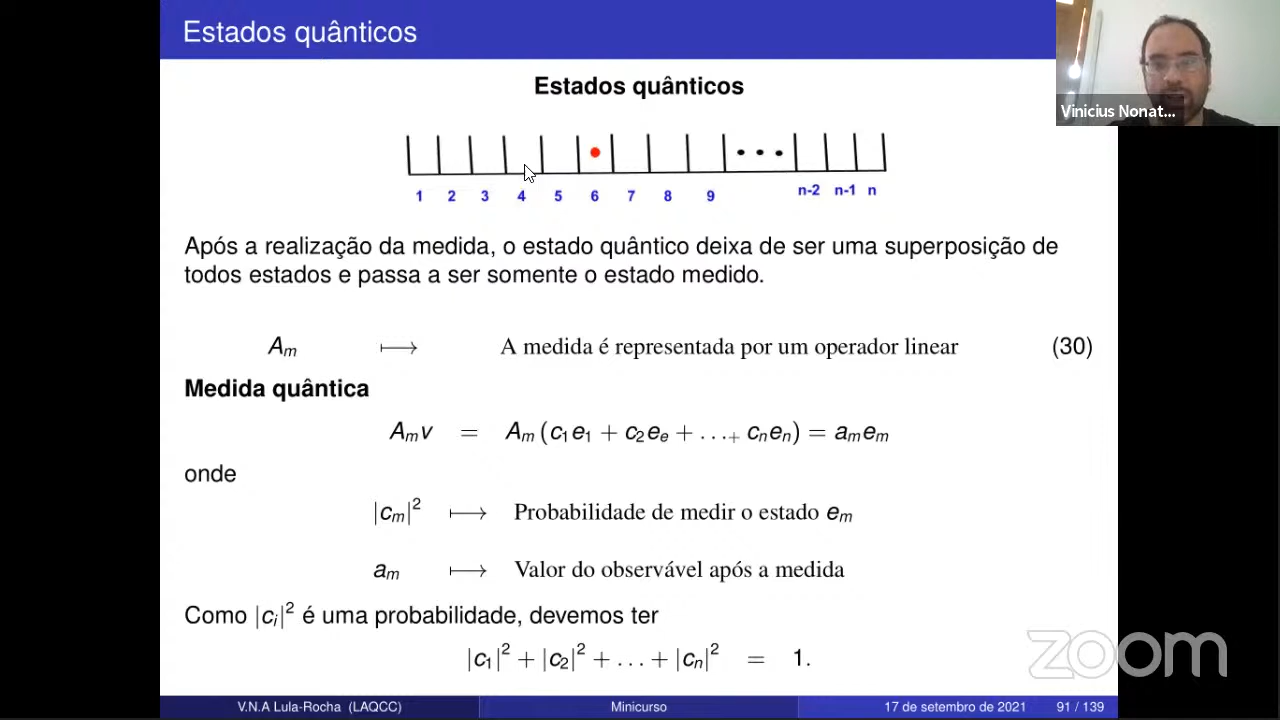 Estados quânticos
Vinicius Nonat...
Estados quânticos
1 2 3 4 5 6 7 8 9 n-2 n-1 n
Após a realização da medida, o estado quântico deixa de ser uma superposição de
todos estados e passa a ser somente o estado medido.
Aₘ ⟼ A medida é representada por um operador linear (30)
Medida quântica
Aₘv = Aₘ (c₁e₁ + c₂eₑ + . . .₊ cₙeₙ) = aₘeₘ
onde
|cₘ|² ⟼ Probabilidade de medir o estado eₘ
aₘ ⟼ Valor do observável após a medida
Como |cᵢ|² é uma probabilidade, devemos ter
|c₁|² + |c₂|² + . . . + |cₙ|² = 1.
zoom
V.N.A Lula-Rocha (LAQCC) Minicurso 17 de setembro de 2021 91 / 139